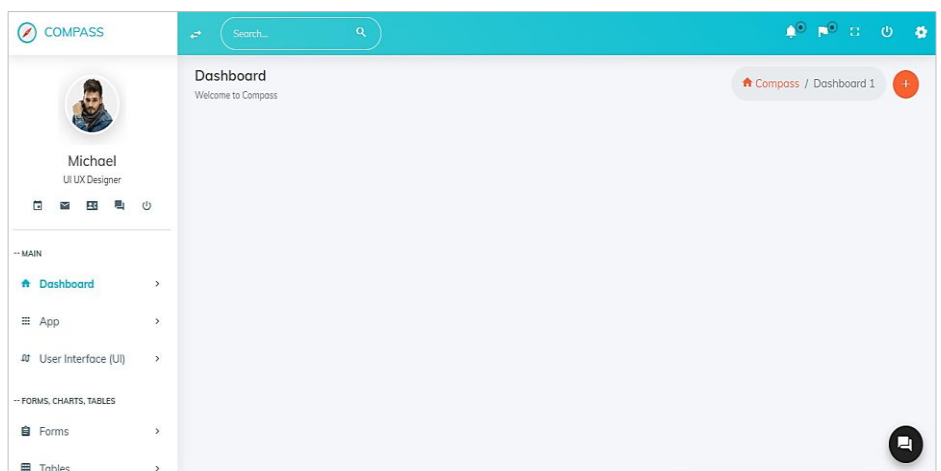 COMPASS
Search...
Dashboard
Welcome to Compass
Compass / Dashboard 1
+
Michael
UI UX Designer
-- MAIN
Dashboard
App
User Interface (UI)
-- FORMS, CHARTS, TABLES
Forms
Tables